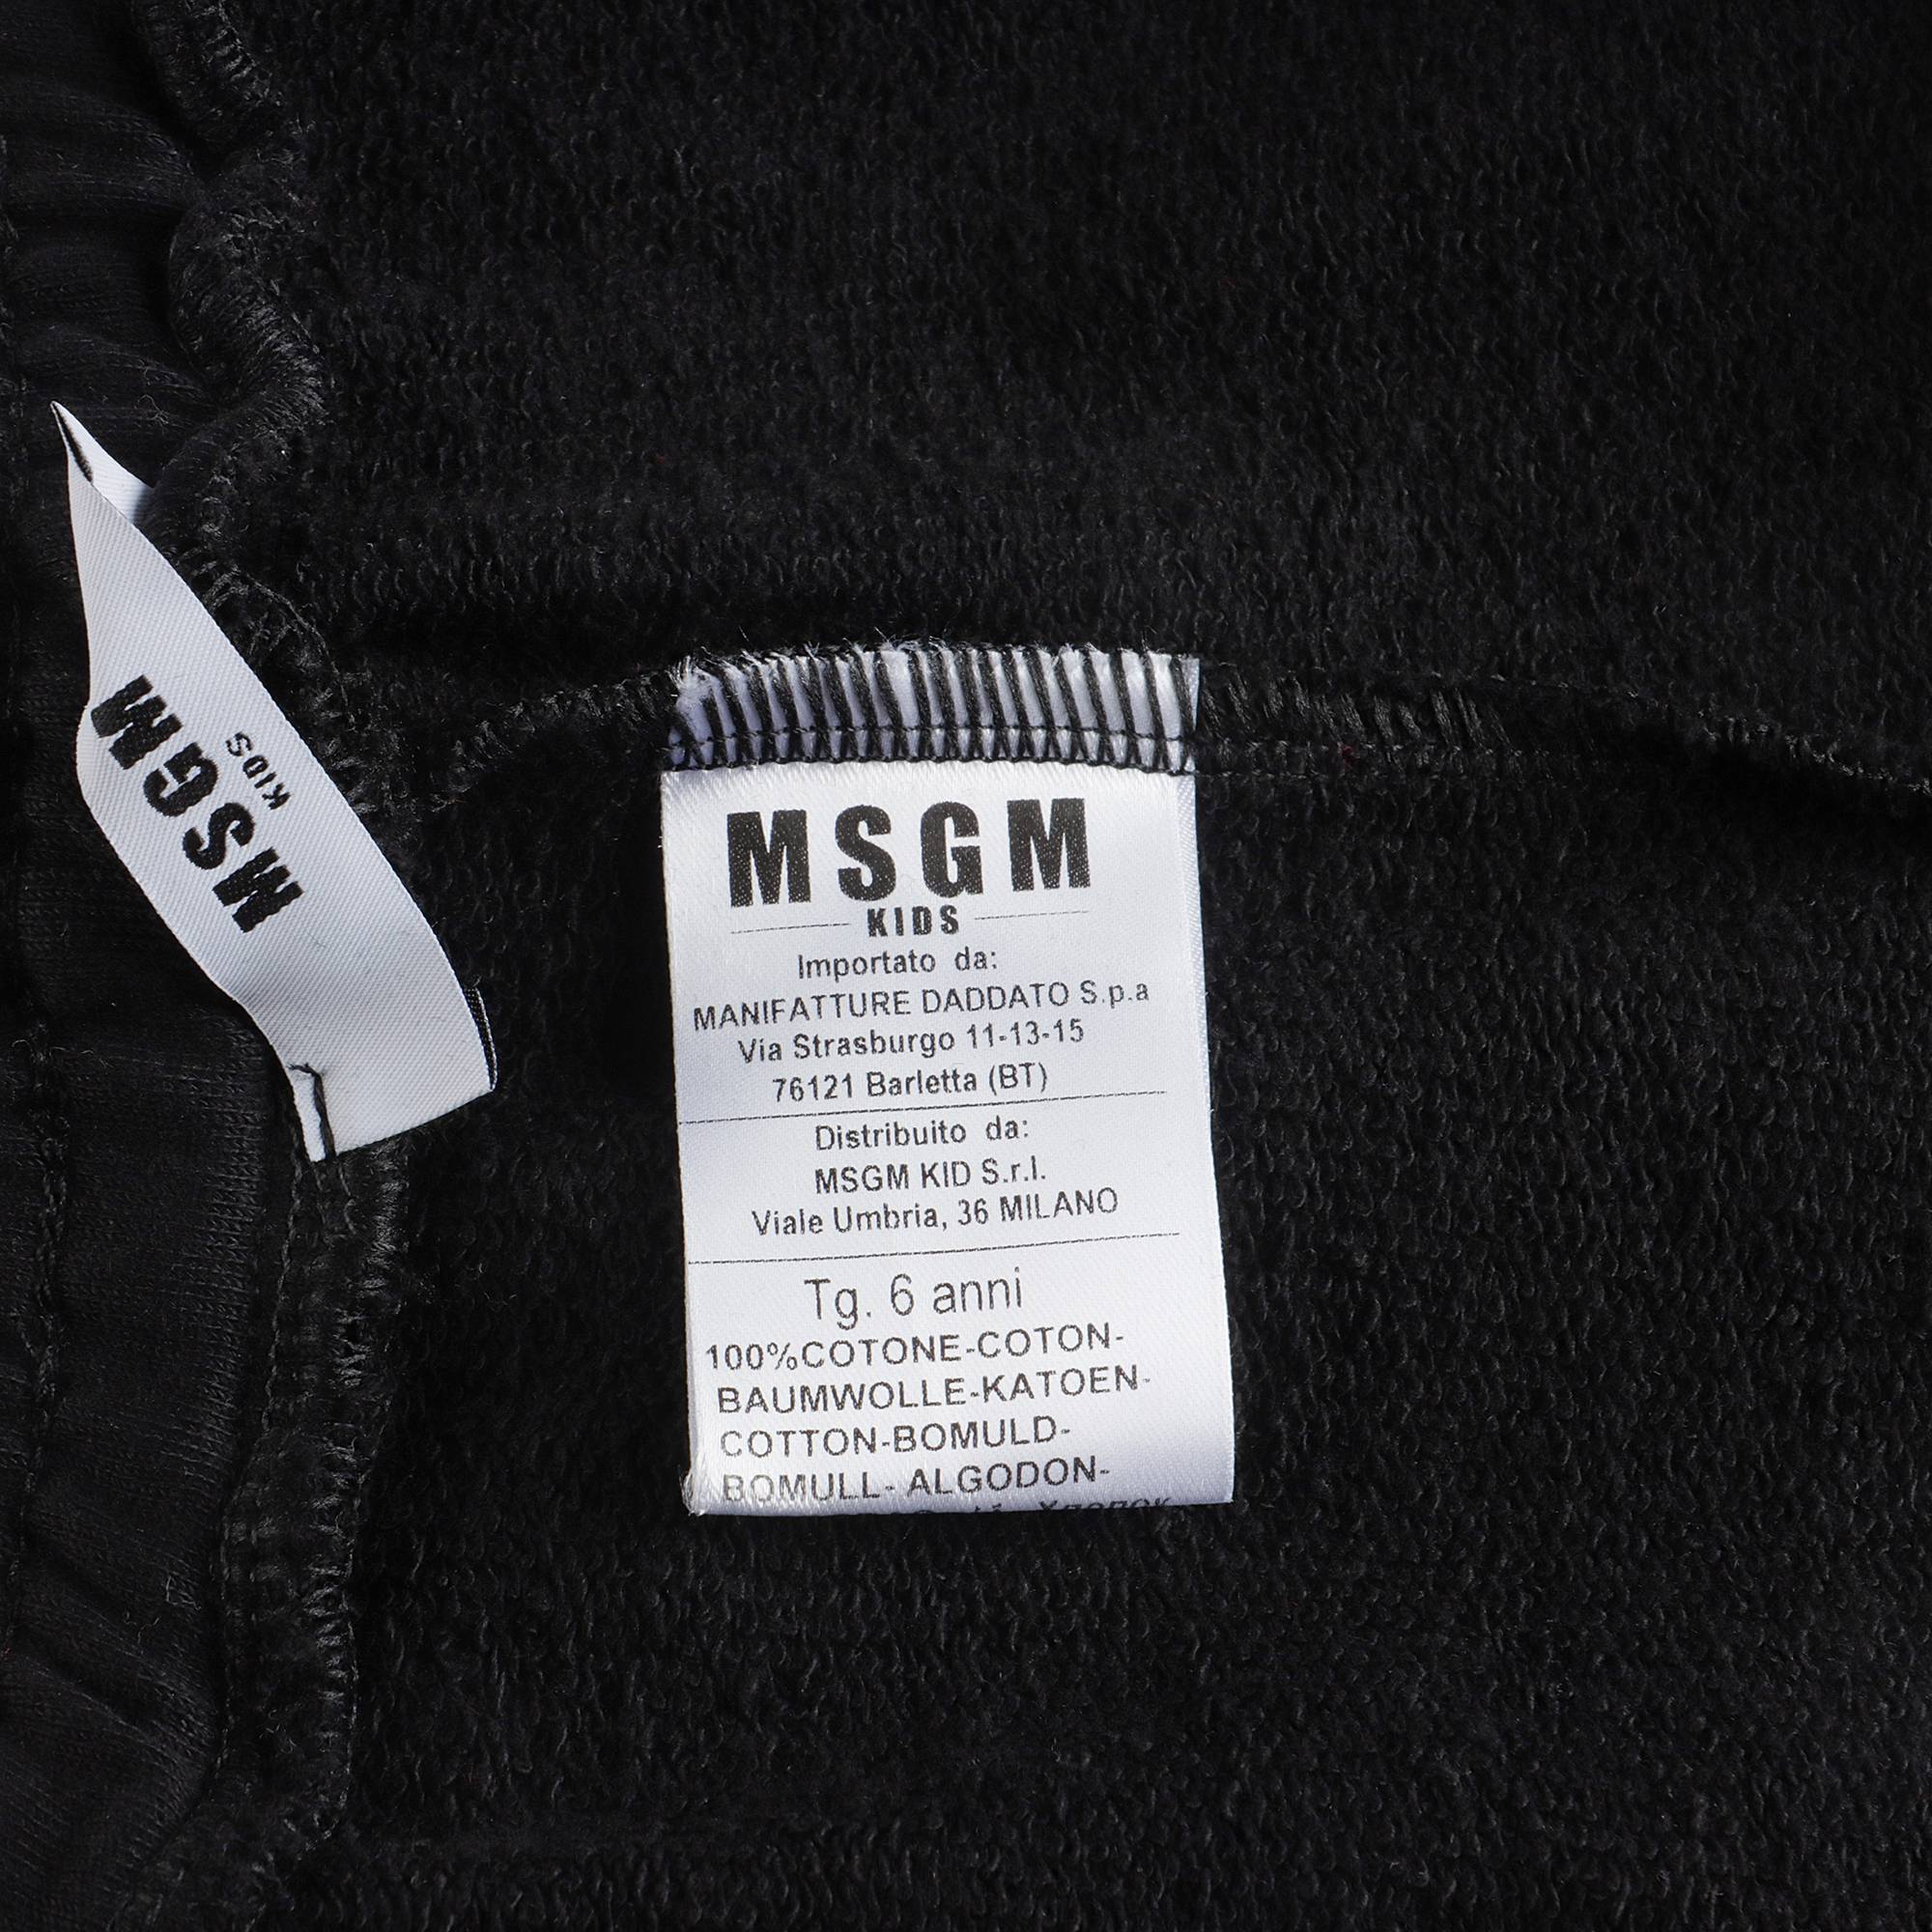 MSGM
KIDS
MSGM
KIDS
Importato da:
MANIFATTURE DADDATO S.p.a
Via Strasburgo 11-13-15
76121 Barletta (BT)
Distribuito da:
MSGM KID S.r.l.
Viale Umbria, 36 MILANO
Tg. 6 anni
100%COTONE-COTON-
BAUMWOLLE-KATOEN-
COTTON-BOMULD-
BOMULL- ALGODON-